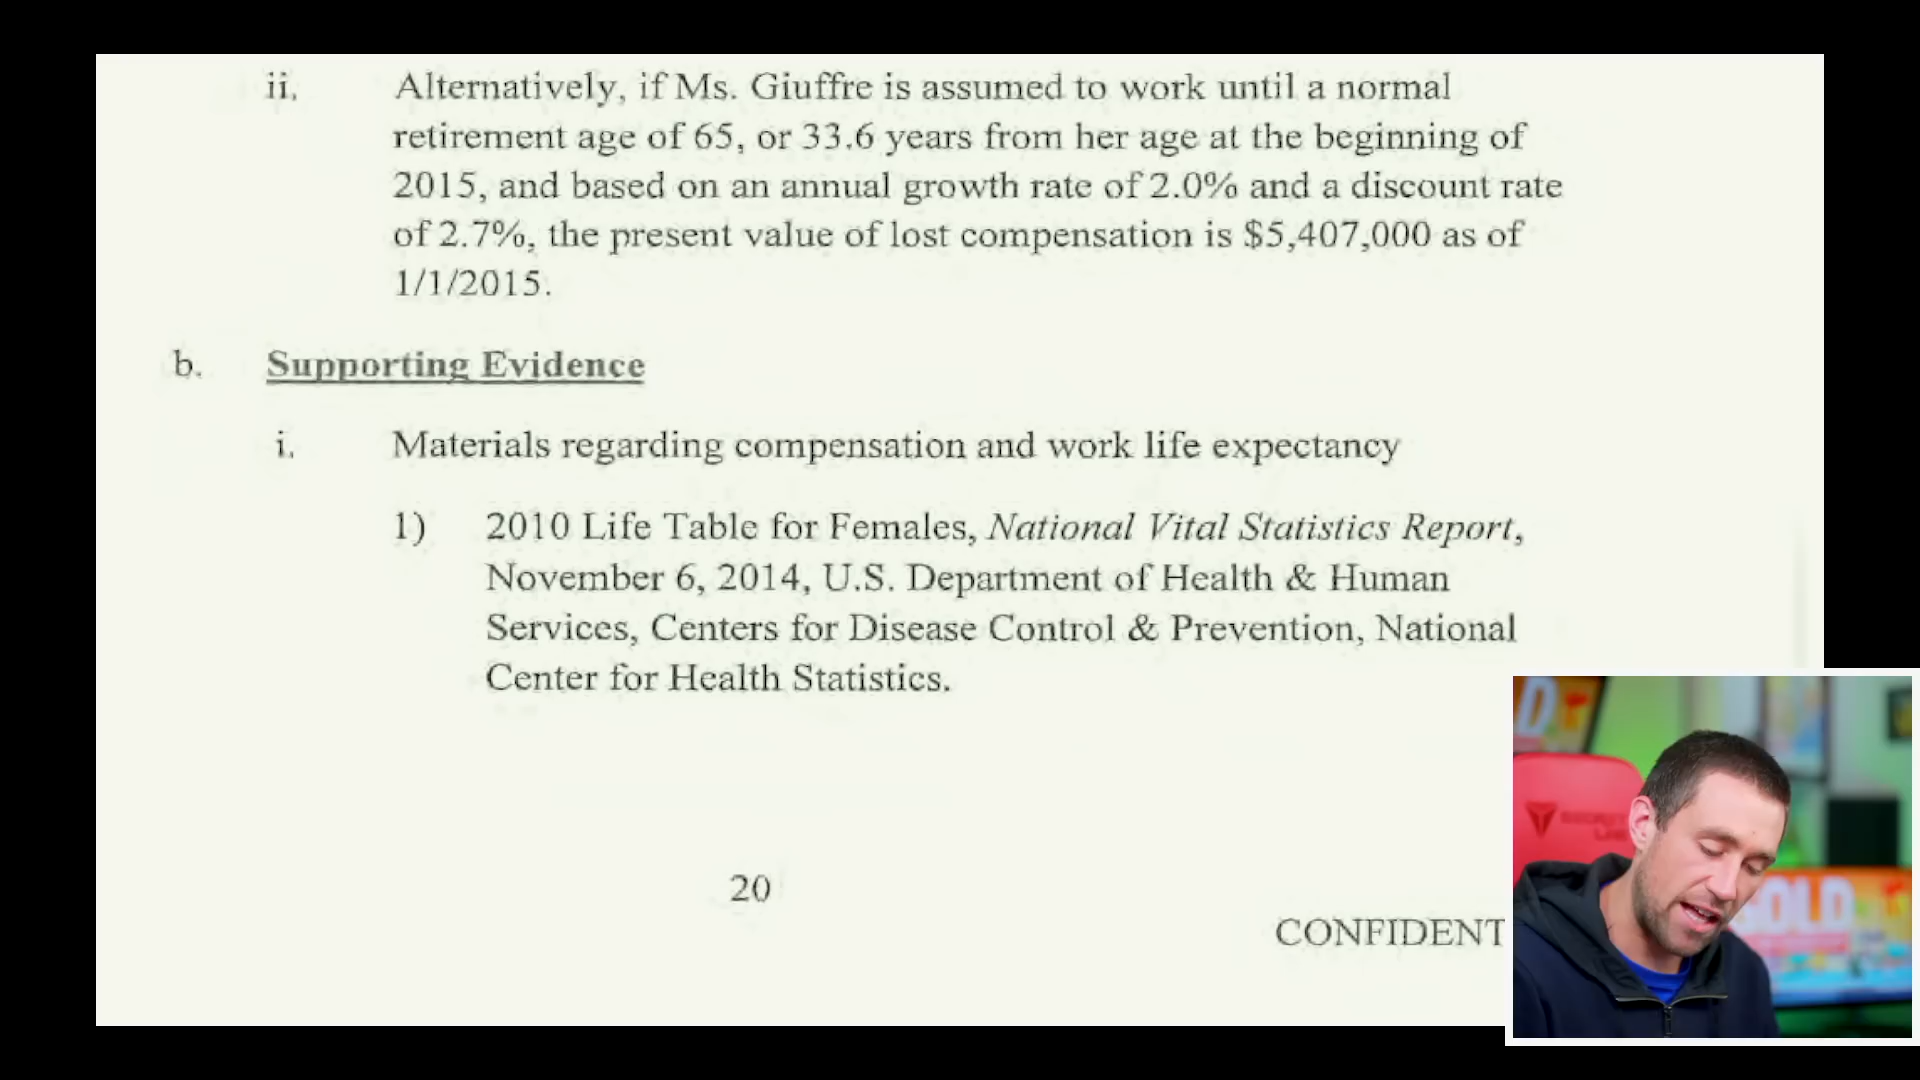 ii. Alternatively, if Ms. Giuffre is assumed to work until a normal
retirement age of 65, or 33.6 years from her age at the beginning of
2015, and based on an annual growth rate of 2.0% and a discount rate
of 2.7%, the present value of lost compensation is $5,407,000 as of
1/1/2015.
b. Supporting Evidence
i. Materials regarding compensation and work life expectancy
1) 2010 Life Table for Females, National Vital Statistics Report,
November 6, 2014, U.S. Department of Health & Human
Services, Centers for Disease Control & Prevention, National
Center for Health Statistics.
20
CONFIDENT